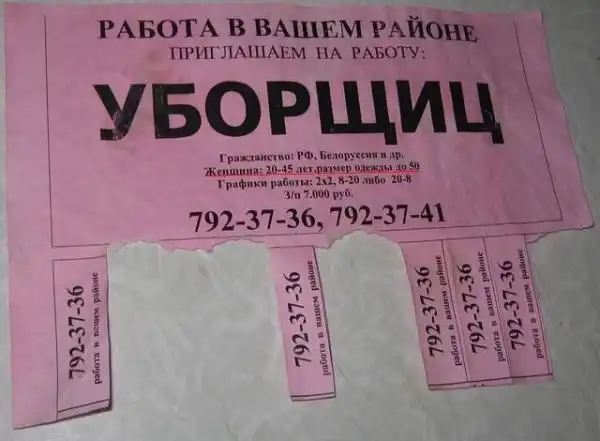 РАБОТА В ВАШЕМ РАЙОНЕ
ПРИГЛАШАЕМ НА РАБОТУ:
УБОРЩИЦ
Гражданство: РФ, Белоруссия и др.
Женщина: 20-45 лет,размер одежды до 50
Графики работы: 2х2, 8-20 либо 20-8
З/п 7.000 руб.
792-37-36, 792-37-41
792-37-36
работа в вашем районе
792-37-36
работа в вашем районе
792-37-36
работа в вашем районе
792-37-36
работа в вашем районе
792-37-36
работа в вашем районе